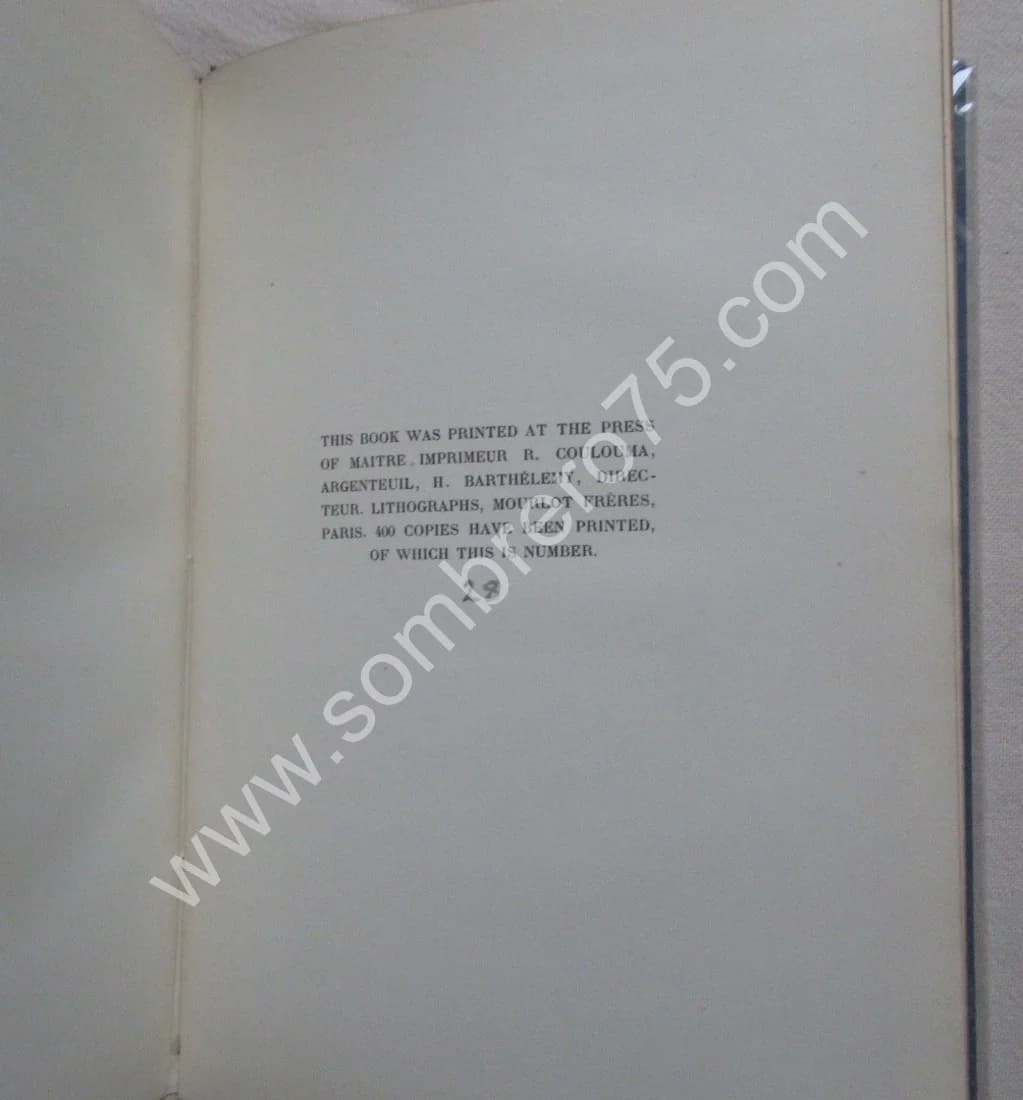 THIS BOOK WAS PRINTED AT THE PRESS
OF MAITRE IMPRIMEUR R. COULOUMA,
ARGENTEUIL, H. BARTHÉLEMY, DIREC-
TEUR. LITHOGRAPHS, MOURLOT FRÈRES,
PARIS. 400 COPIES HAVE BEEN PRINTED,
OF WHICH THIS IS NUMBER.
28
www.sombrero75.com